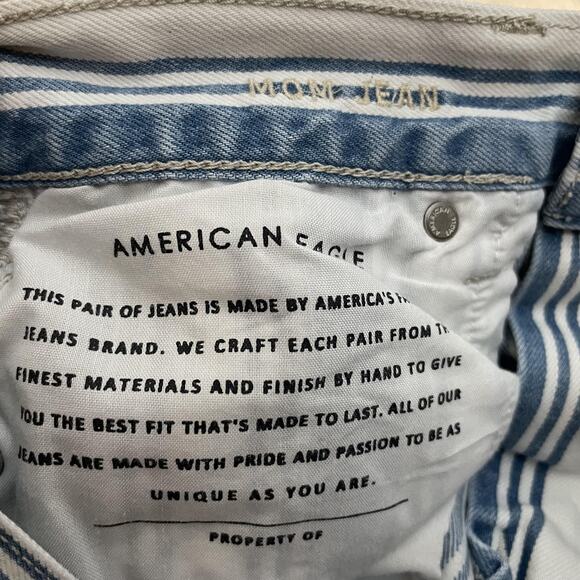 MOM JEAN
AMERICAN EAGLE
THIS PAIR OF JEANS IS MADE BY AMERICA'S
JEANS BRAND. WE CRAFT EACH PAIR FROM THE
FINEST MATERIALS AND FINISH BY HAND TO GIVE
YOU THE BEST FIT THAT'S MADE TO LAST. ALL OF OUR
JEANS ARE MADE WITH PRIDE AND PASSION TO BE AS
UNIQUE AS YOU ARE.
PROPERTY OF
AMERICAN